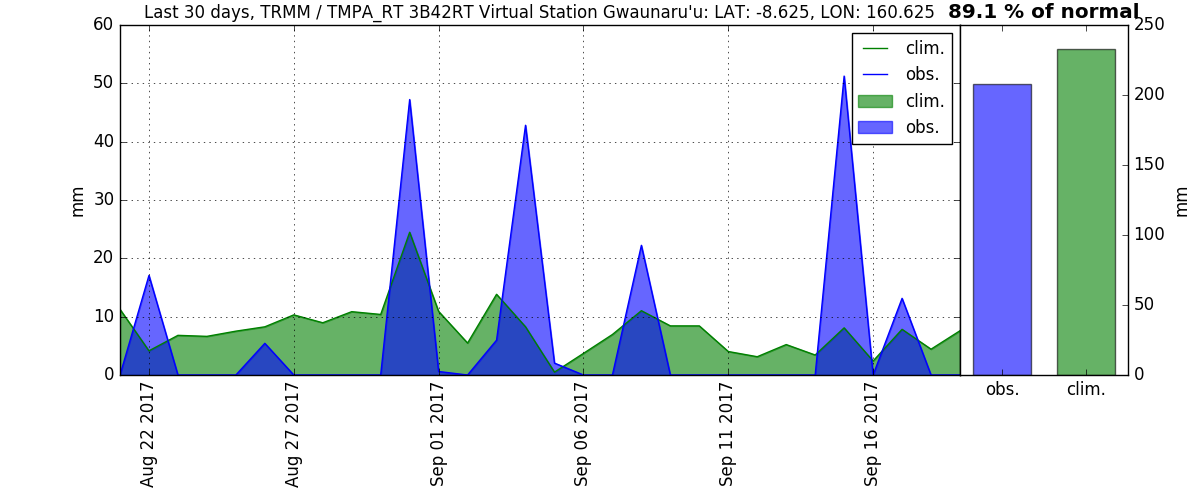 Last 30 days, TRMM / TMPA_RT 3B42RT Virtual Station Gwaunaru'u: LAT: -8.625, LON: 160.625 89.1 % of normal
60
50
40
30
20
10
0
mm
clim.
obs.
clim.
obs.
Aug 22 2017
Aug 27 2017
Sep 01 2017
Sep 06 2017
Sep 11 2017
Sep 16 2017
250
200
150
100
50
0
mm
obs. clim.